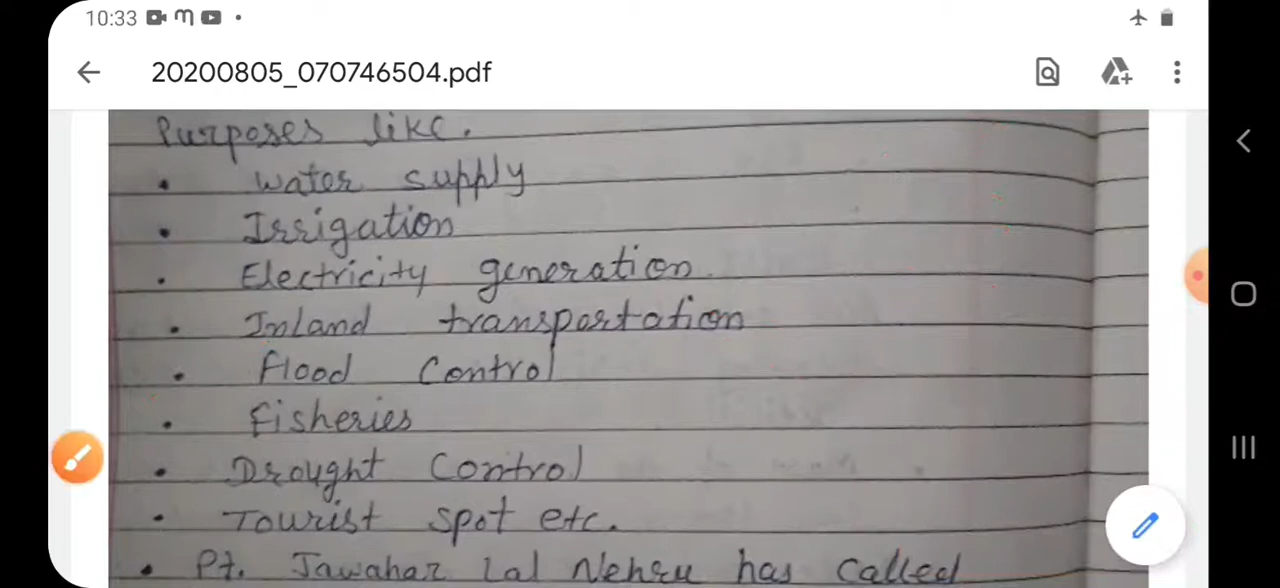 10:33
20200805_070746504.pdf
Purposes like.
• water supply
• Irrigation
• Electricity generation.
• Inland transportation
• Flood Control
• Fisheries
• Drought Control
• Tourist spot etc.
• Pt. Jawahar Lal Nehru has called